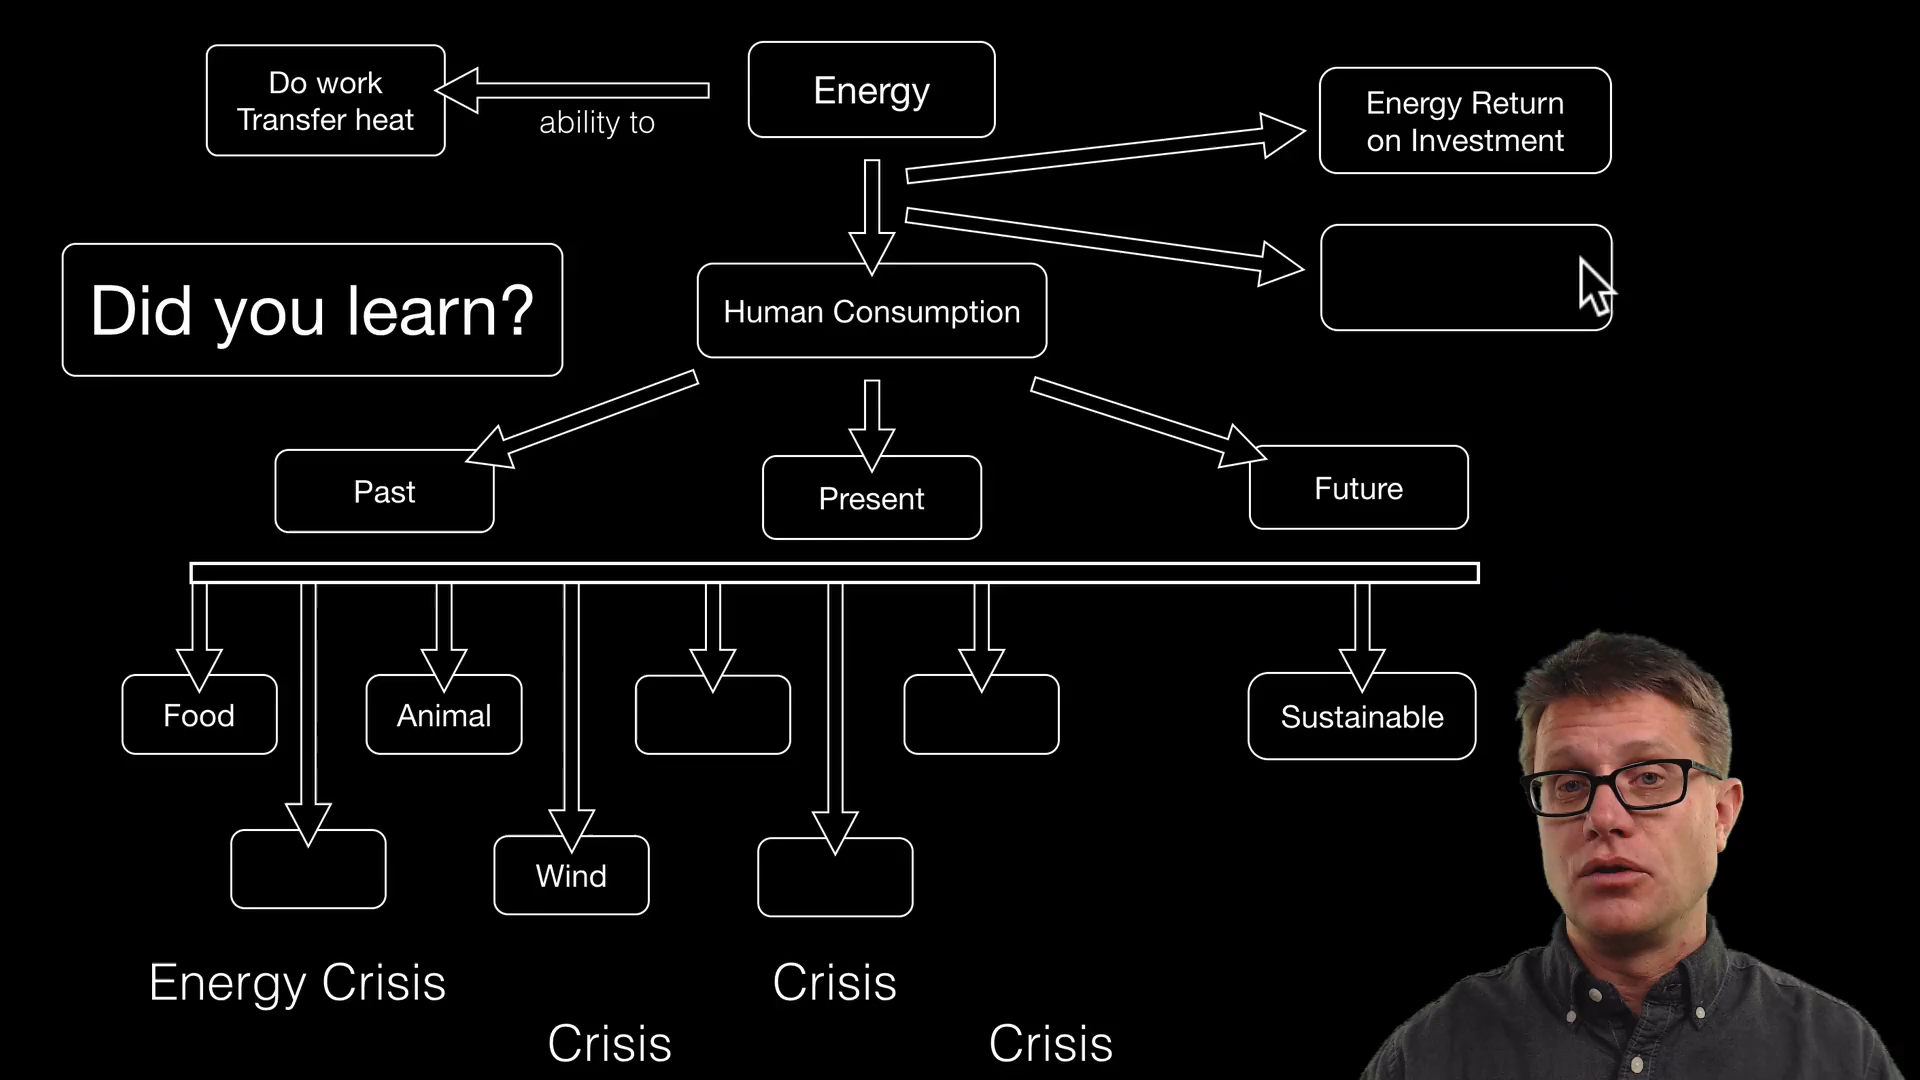 Do work
Transfer heat
ability to
Energy
Energy Return
on Investment
Did you learn?
Human Consumption
Past
Present
Future
Food
Animal
Sustainable
Wind
Energy Crisis
Crisis
Crisis
Crisis